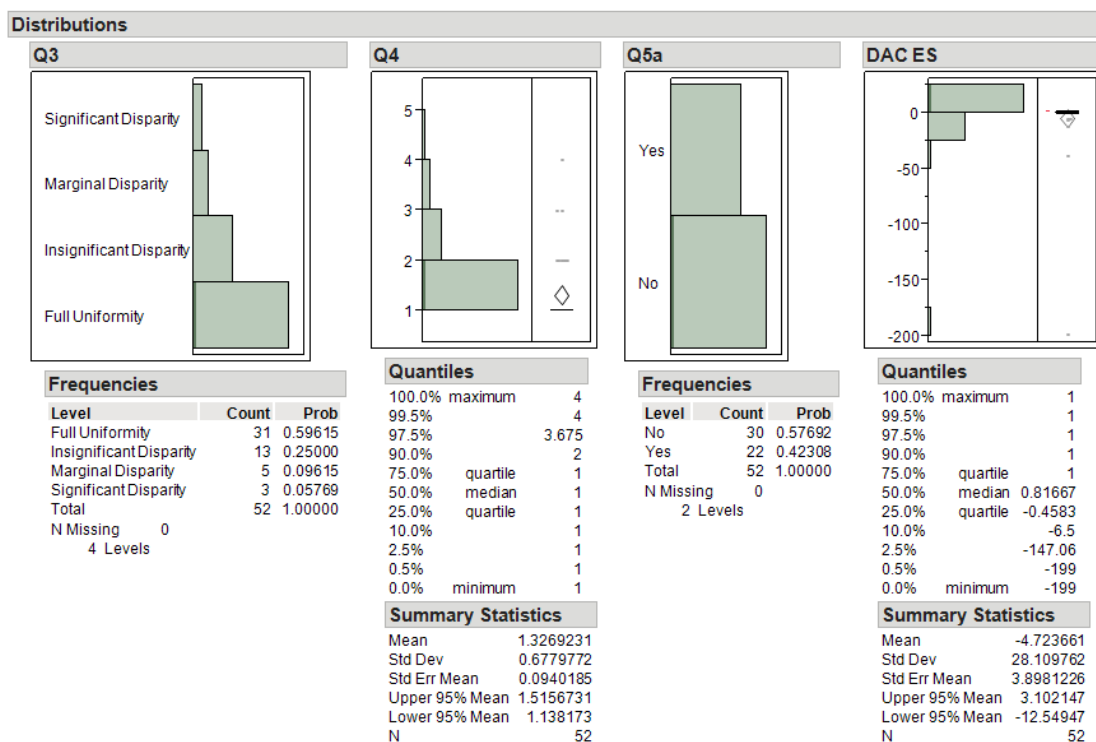 Distributions
Q3
Significant Disparity
Marginal Disparity
Insignificant Disparity
Full Uniformity
Frequencies
Level Count Prob
Full Uniformity 31 0.59615
Insignificant Disparity 13 0.25000
Marginal Disparity 5 0.09615
Significant Disparity 3 0.05769
Total 52 1.00000
N Missing 0
4 Levels
Q4
5
4
3
2
1
Quantiles
100.0% maximum 4
99.5% 4
97.5% 3.675
90.0% 2
75.0% quartile 1
50.0% median 1
25.0% quartile 1
10.0% 1
2.5% 1
0.5% 1
0.0% minimum 1
Summary Statistics
Mean 1.3269231
Std Dev 0.6779772
Std Err Mean 0.0940185
Upper 95% Mean 1.5156731
Lower 95% Mean 1.138173
N 52
Q5a
Yes
No
Frequencies
Level Count Prob
No 30 0.57692
Yes 22 0.42308
Total 52 1.00000
N Missing 0
2 Levels
DAC ES
0
-50
-100
-150
-200
Quantiles
100.0% maximum 1
99.5% 1
97.5% 1
90.0% 1
75.0% quartile 1
50.0% median 0.81667
25.0% quartile -0.4583
10.0% -6.5
2.5% -147.06
0.5% -199
0.0% minimum -199
Summary Statistics
Mean -4.723661
Std Dev 28.109762
Std Err Mean 3.8981226
Upper 95% Mean 3.102147
Lower 95% Mean -12.54947
N 52